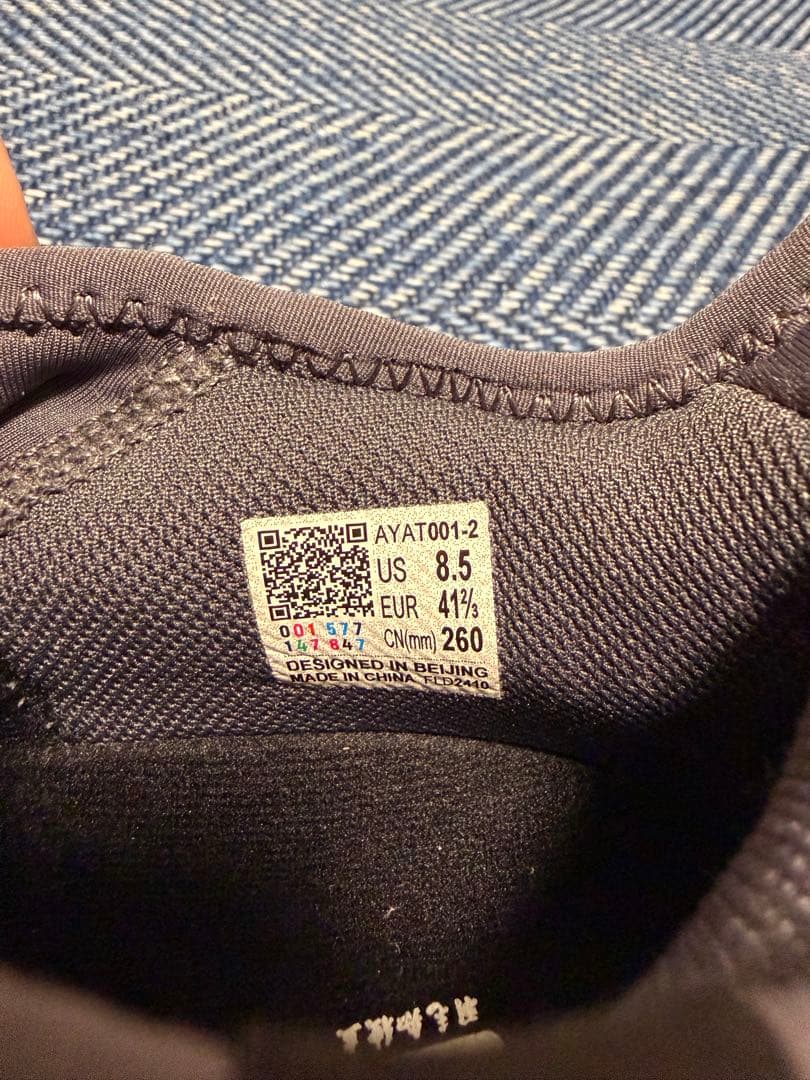 AYAT001-2
US 8.5
EUR 41⅔
CN(mm) 260
001 577
147 847
DESIGNED IN BEIJING
MADE IN CHINA FLD2410